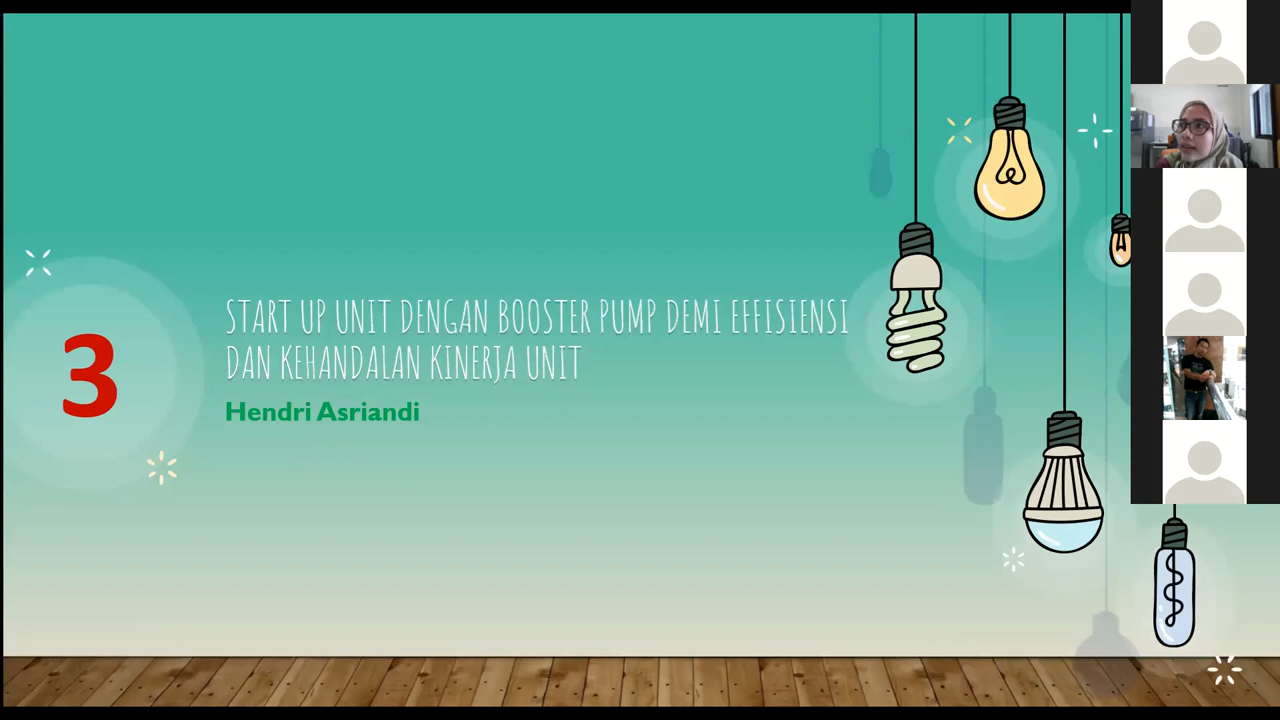 3
START UP UNIT DENGAN BOOSTER PUMP DEMI EFFISIENSI
DAN KEHANDALAN KINERJA UNIT
Hendri Asriandi